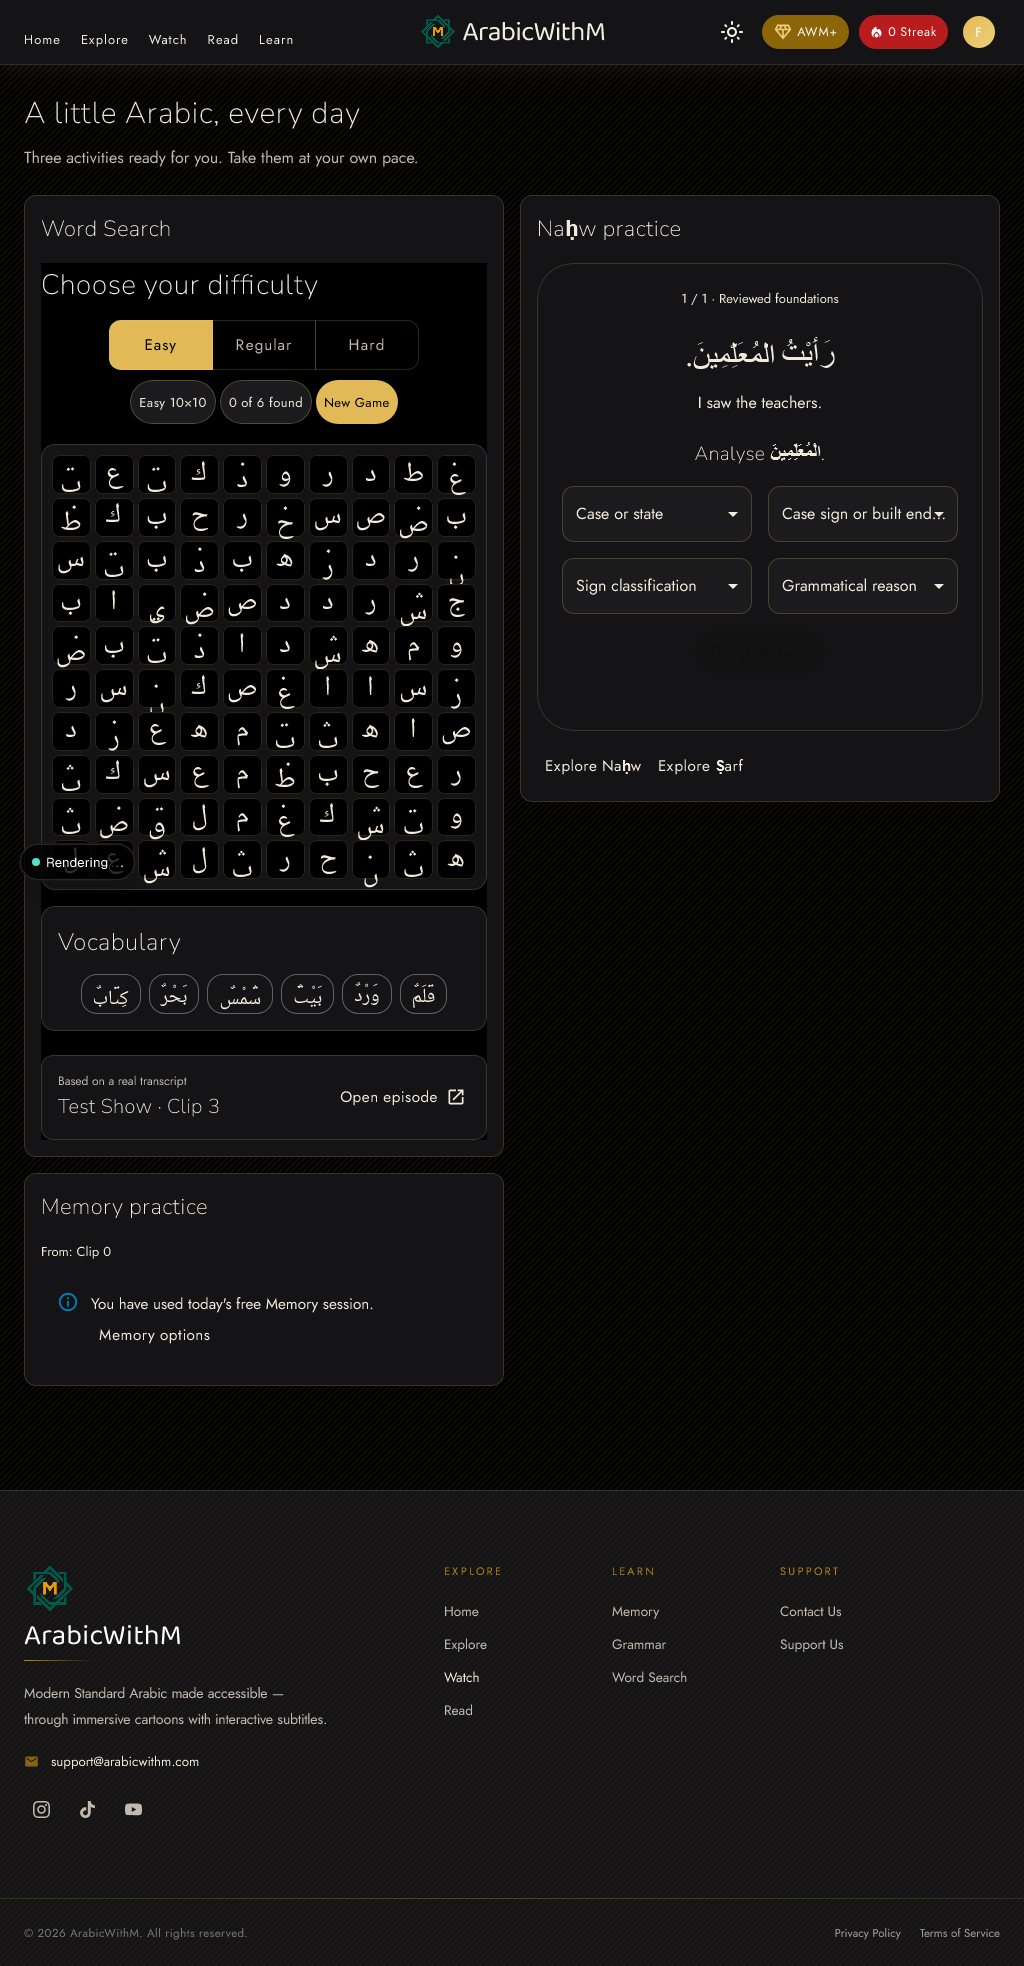 Home Explore Watch Read Learn
ArabicWithM
AWM+
0 Streak
F
A little Arabic, every day
Three activities ready for you. Take them at your own pace.
Word Search
Choose your difficulty
Easy Regular Hard
Easy 10×10 0 of 6 found New Game
ت ع ت ك ذ و ر د ط غ
ظ ك ب ح ر خ س ص ض ب
س ت ب ذ ب ه ز د ر ن
ب ا ي ض ص د د ر ش ج
ض ب ت ذ ا د ش ه م و
ر س ن ك ص غ ا ا س ز
د ز ع ه م ت ث ه ا ص
ث ك س ع م ظ ب ح ع ر
ث ض ق ل م غ ك ش ت و
ل ع ش ل ث ر ح ن ث ه
Rendering...
Vocabulary
كِتَابٌ بَحْرٌ شَمْسٌ بَيْتٌ وَرْدٌ قَلَمٌ
Based on a real transcript
Test Show · Clip 3
Open episode
Memory practice
From: Clip 0
You have used today's free Memory session.
Memory options
Naḥw practice
1 / 1 · Reviewed foundations
رَأَيْتُ المُعَلِّمِينَ.
I saw the teachers.
Analyse الْمُعَلِّمِينَ.
Case or state
Case sign or built end...
Sign classification
Grammatical reason
Check Answer
Explore Naḥw Explore Ṣarf
M
ArabicWithM
Modern Standard Arabic made accessible —
through immersive cartoons with interactive subtitles.
support@arabicwithm.com
EXPLORE
Home
Explore
Watch
Read
LEARN
Memory
Grammar
Word Search
SUPPORT
Contact Us
Support Us
© 2026 ArabicWithM. All rights reserved.
Privacy Policy Terms of Service